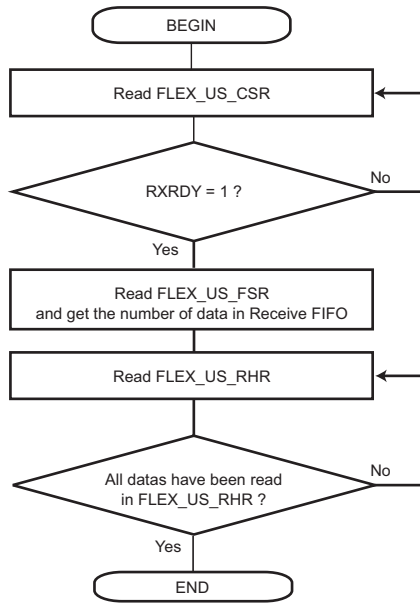 BEGIN
Read FLEX_US_CSR
RXRDY = 1 ?
No
Yes
Read FLEX_US_FSR
and get the number of data in Receive FIFO
Read FLEX_US_RHR
All datas have been read
in FLEX_US_RHR ?
No
Yes
END